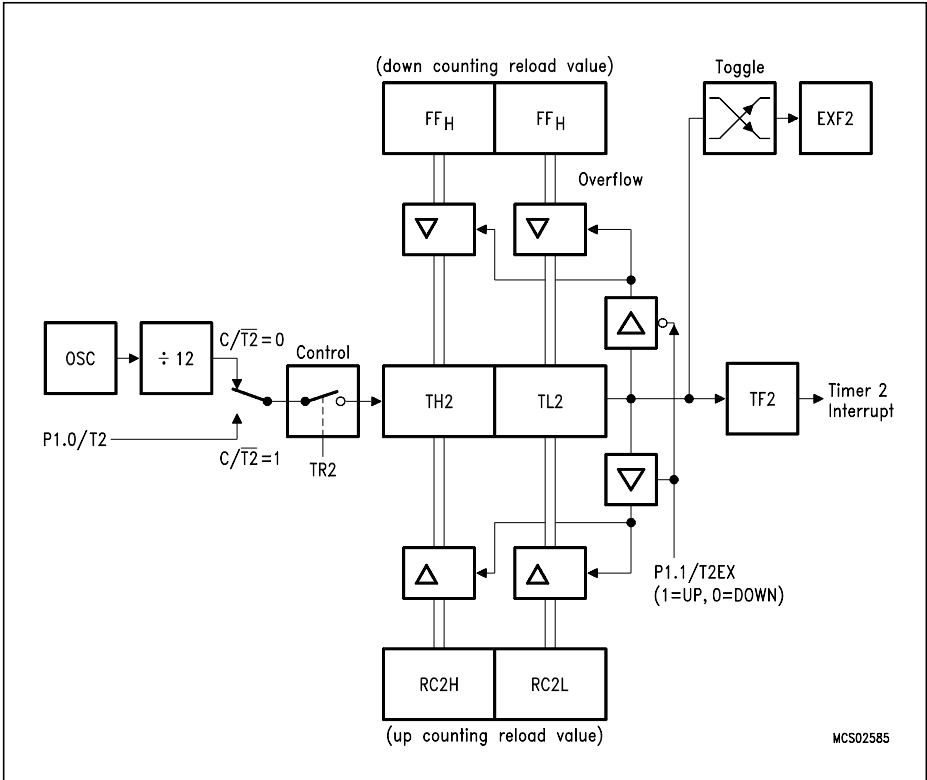 (down counting reload value)
Toggle
FFH
FFH
EXF2
Overflow
OSC
÷ 12
C/T2̅=0
Control
TH2
TL2
TF2
Timer 2
Interrupt
P1.0/T2
C/T2̅=1
TR2
P1.1/T2EX
(1=UP, 0=DOWN)
RC2H
RC2L
(up counting reload value)
MCS02585